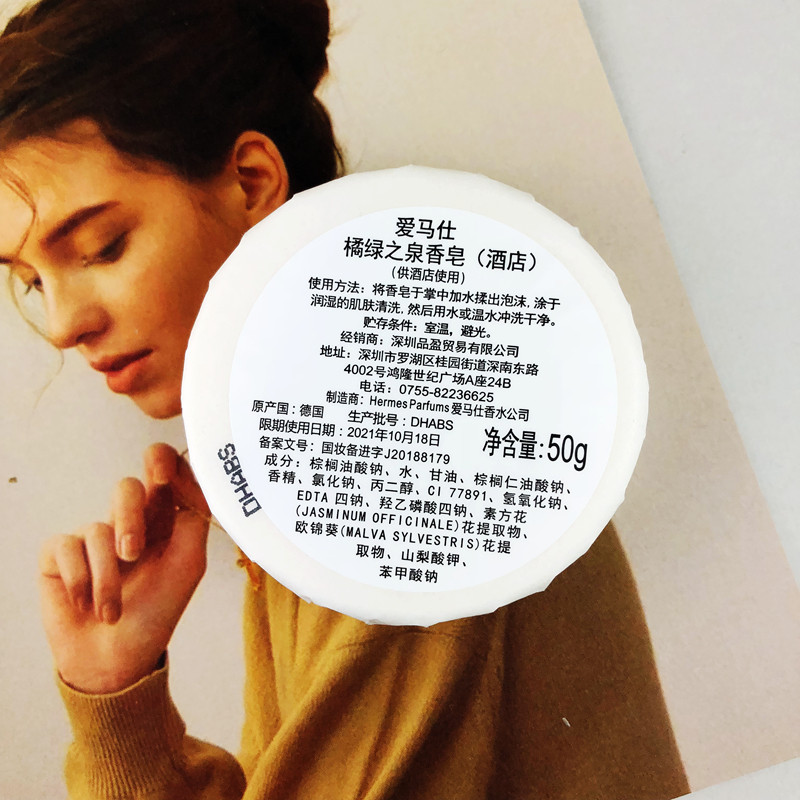 爱马仕
橘绿之泉香皂（酒店）
（供酒店使用）
使用方法：将香皂于掌中加水揉出泡沫,涂于
润湿的肌肤清洗,然后用水或温水冲洗干净。
贮存条件：室温，避光。
经销商：深圳品盈贸易有限公司
地址：深圳市罗湖区桂园街道深南东路
4002号鸿隆世纪广场A座24B
电话：0755-82236625
制造商：Hermes Parfums 爱马仕香水公司
原产国：德国 生产批号：DHABS
限期使用日期：2021年10月18日
备案文号：国妆备进字J20188179
净含量:50g
成分：棕榈油酸钠、水、甘油、棕榈仁油酸钠、
香精、氯化钠、丙二醇、CI 77891、氢氧化钠、
EDTA 四钠、羟乙磷酸四钠、素方花
(JASMINUM OFFICINALE)花提取物、
欧锦葵(MALVA SYLVESTRIS)花提
取物、山梨酸钾、
苯甲酸钠
DHABS